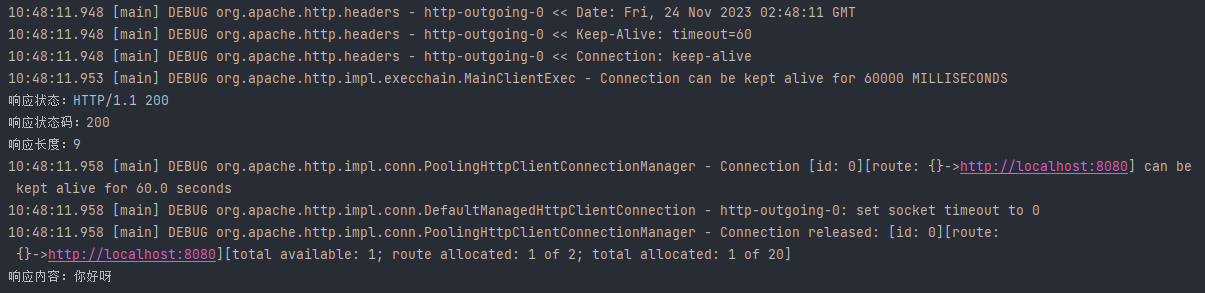 10:48:11.948 [main] DEBUG org.apache.http.headers - http-outgoing-0 << Date: Fri, 24 Nov 2023 02:48:11 GMT
10:48:11.948 [main] DEBUG org.apache.http.headers - http-outgoing-0 << Keep-Alive: timeout=60
10:48:11.948 [main] DEBUG org.apache.http.headers - http-outgoing-0 << Connection: keep-alive
10:48:11.953 [main] DEBUG org.apache.http.impl.execchain.MainClientExec - Connection can be kept alive for 60000 MILLISECONDS
响应状态：HTTP/1.1 200
响应状态码：200
响应长度：9
10:48:11.958 [main] DEBUG org.apache.http.impl.conn.PoolingHttpClientConnectionManager - Connection [id: 0][route: {}->http://localhost:8080] can be
kept alive for 60.0 seconds
10:48:11.958 [main] DEBUG org.apache.http.impl.conn.DefaultManagedHttpClientConnection - http-outgoing-0: set socket timeout to 0
10:48:11.958 [main] DEBUG org.apache.http.impl.conn.PoolingHttpClientConnectionManager - Connection released: [id: 0][route:
{}->http://localhost:8080][total available: 1; route allocated: 1 of 2; total allocated: 1 of 20]
响应内容：你好呀